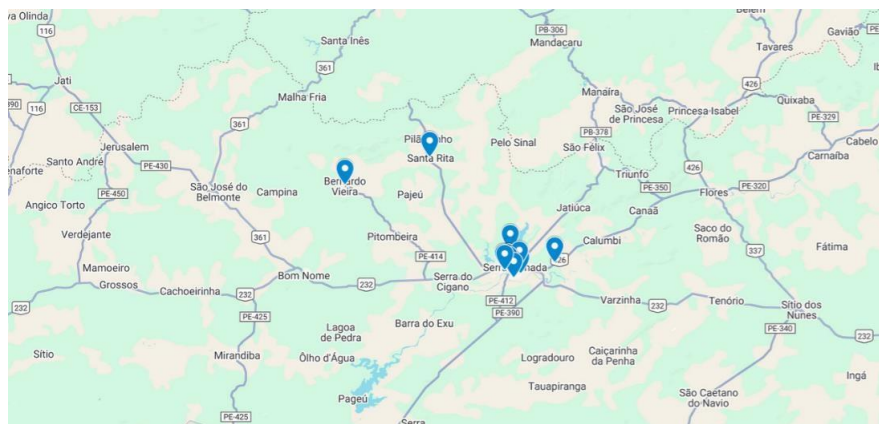 Belém
va Olinda
116
PB-306
Gavião
Santa Inês
Mandacaru
Tavares
361
Jati
426
Malha Fria
Manaíra
Quixaba
116
CE-153
São José
de Princesa
Princesa Isabel
PE-329
361
PB-378
Jerusalem
Santa Rita
Pelo Sinal
São Félix
Cabelo
Carnaíba
Santo André
PE-430
426
Triunfo
enaforte
PE-450
São José do
Belmonte
Campina
Vieira
Pajeú
PE-350
PE-320
Flores
Angico Torto
Jatiúca
Canaã
Verdejante
361
Pitombeira
Calumbi
Saco do
Romão
Fátima
337
PE-414
Mamoeiro
Bom Nome
Serra do
Cigano
Grossos
Cachoeirinha
232
232
232
PE-412
Varzinha
232
Tenório
Sítio dos
Nunes
PE-425
PE-390
Lagoa
de Pedra
Barra do Exu
PE-340
232
Sítio
Mirandiba
Ôlho d'Água
Logradouro
Caiçarinha
da Penha
Ingá
Tauapiranga
Pageú
São Caetano
do Navio
PE-425
Serra